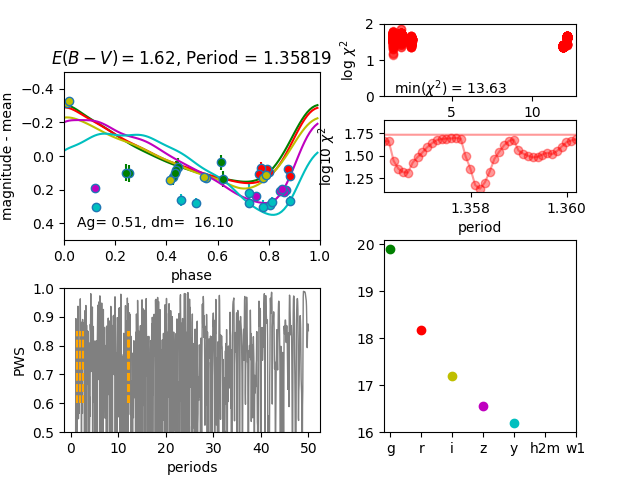 E(B − V) = 1.62, Period = 1.35819
magnitude - mean
−0.4
−0.2
0.0
0.2
0.4
Ag= 0.51, dm=  16.10
0.0 0.2 0.4 0.6 0.8 1.0
phase
log χ²
2
1
0
min(χ²) = 13.63
5 10
log10 χ²
1.75
1.50
1.25
1.358 1.360
period
PWS
1.0
0.9
0.8
0.7
0.6
0.5
0 10 20 30 40 50
periods
20
19
18
17
16
g r i z y h2m w1